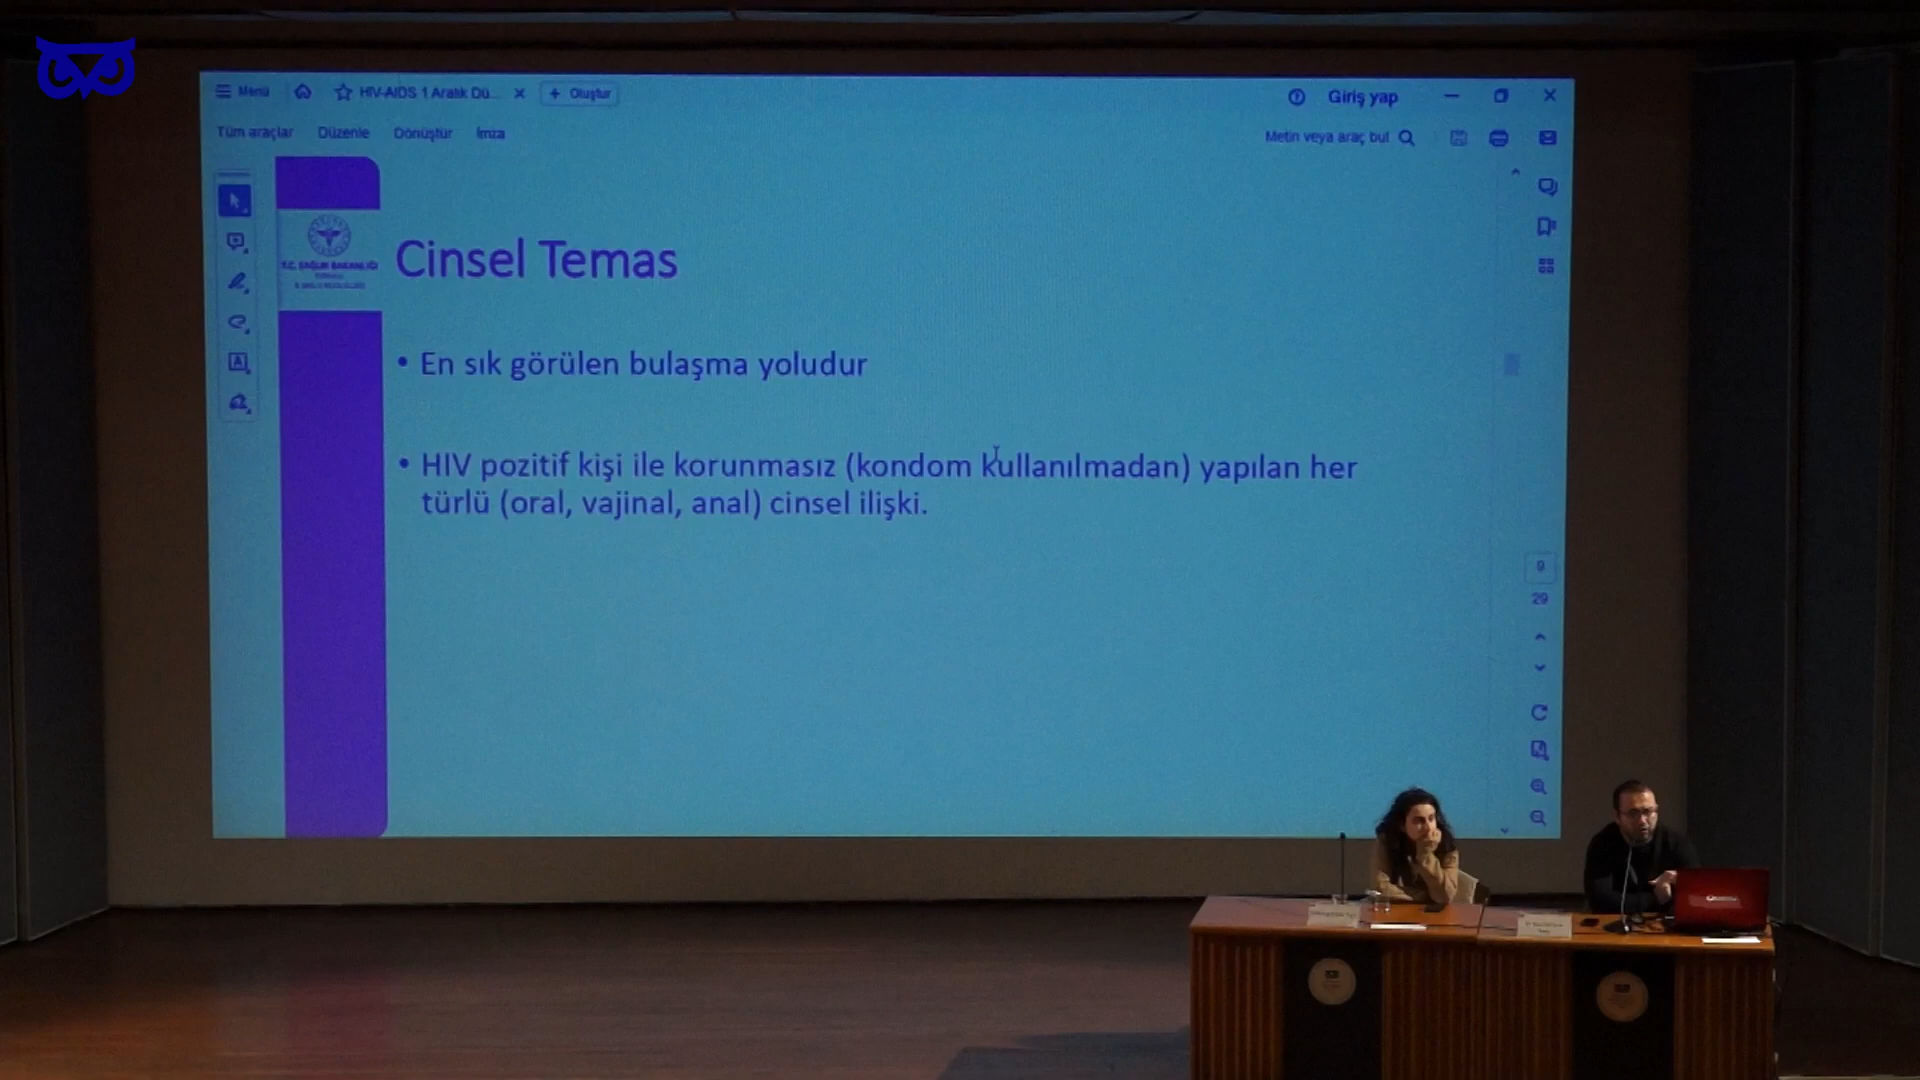 Menü
HIV-AIDS 1 Aralık Dü...
Oluştur
Giriş yap
Tüm araçlar Düzenle Dönüştür İmza
Metin veya araç bul
T.C. SAĞLIK BAKANLIĞI
Cinsel Temas
• En sık görülen bulaşma yoludur
• HIV pozitif kişi ile korunmasız (kondom kullanılmadan) yapılan her
türlü (oral, vajinal, anal) cinsel ilişki.
9
29